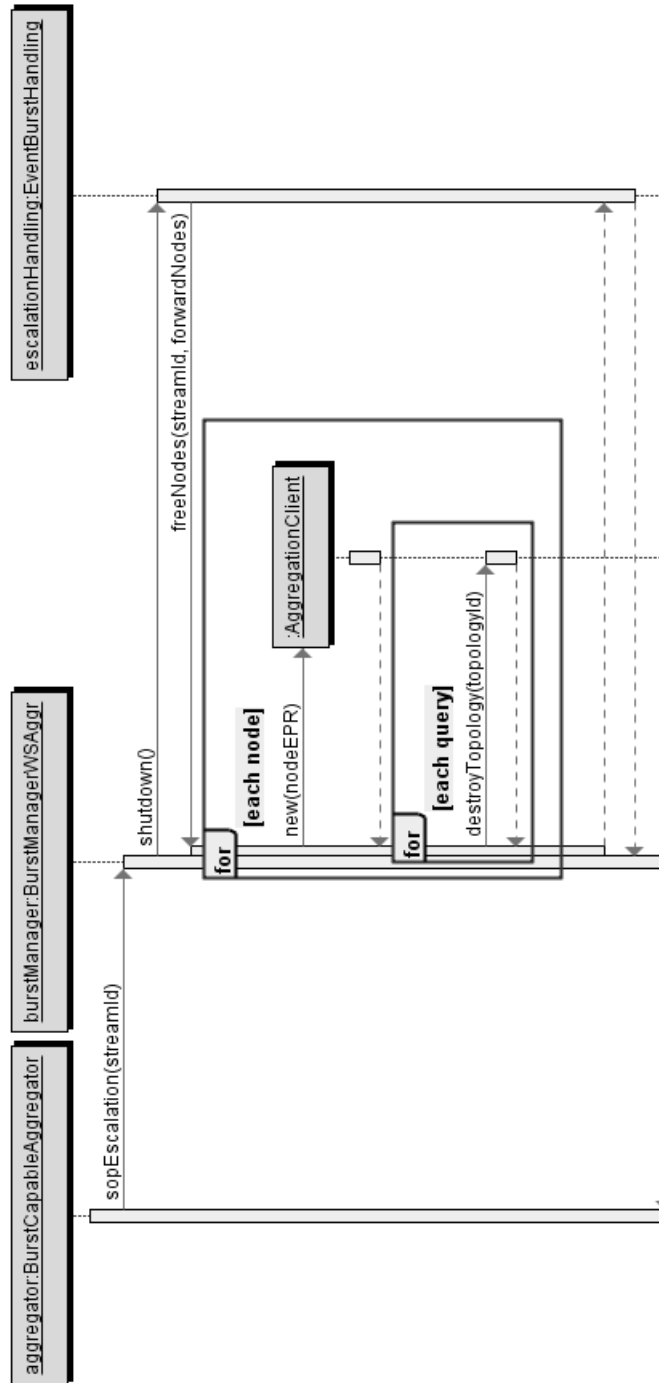 aggregator:BurstCapableAggregator
burstManager:BurstManagerWSAggr
escalationHandling:EventBurstHandling
sopEscalation(streamId)
shutdown()
freeNodes(streamId, forwardNodes)
for
[each node]
new(nodeEPR)
:AggregationClient
for
[each query]
destroyTopology(topologyId)